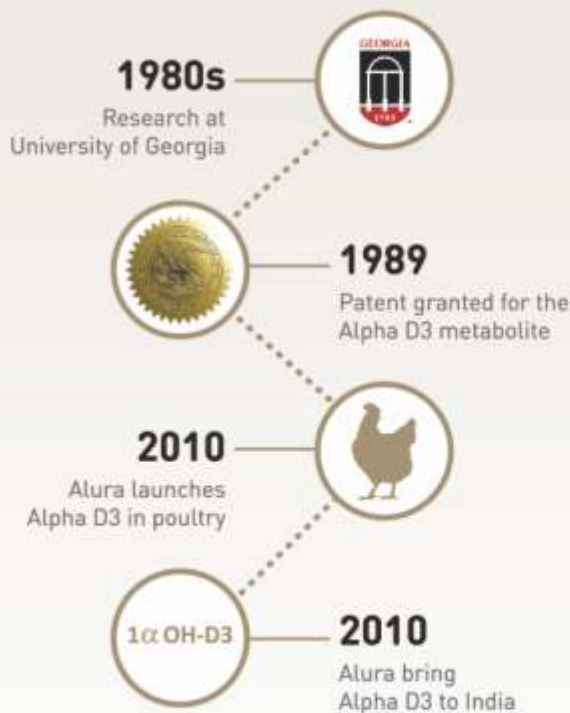 GEORGIA
1785
1980s
Research at
University of Georgia
1989
Patent granted for the
Alpha D3 metabolite
2010
Alura launches
Alpha D3 in poultry
1α OH-D3
2010
Alura bring
Alpha D3 to India